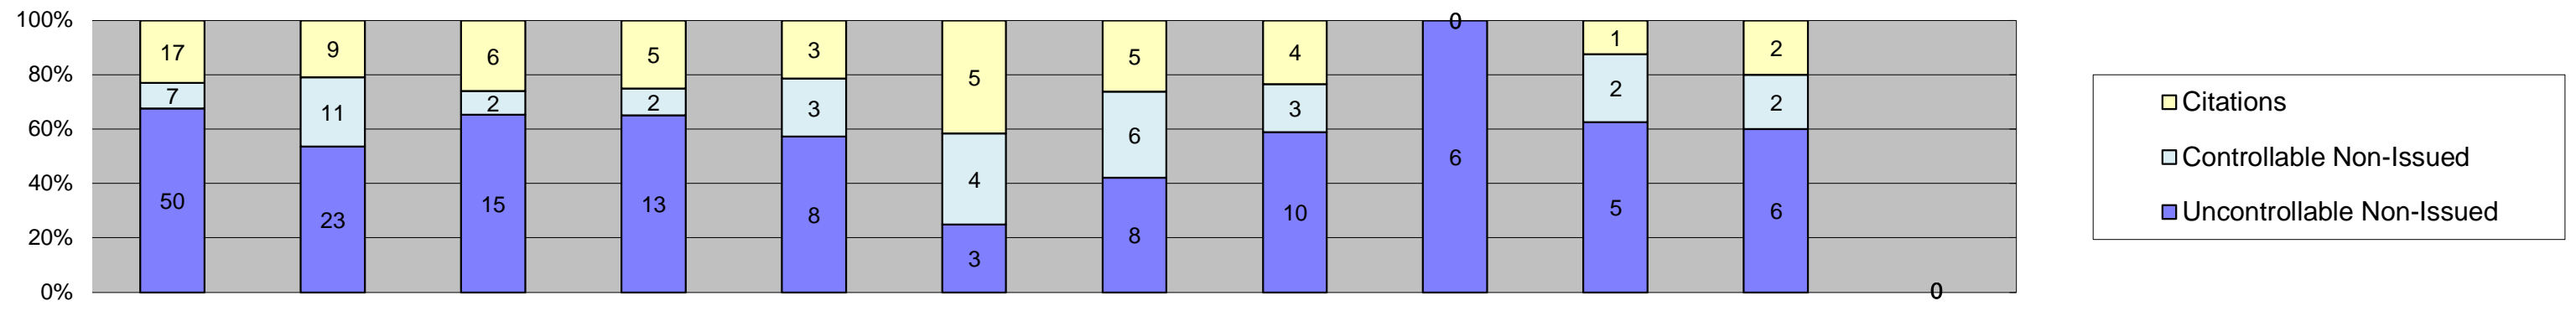 100%
80%
60%
40%
20%
0%
17 9 6 5 3 5 5 4 0 1 2
7 11 2 2 3 4 6 3 2 2
50 23 15 13 8 3 8 10 6 5 6
0
Citations
Controllable Non-Issued
Uncontrollable Non-Issued